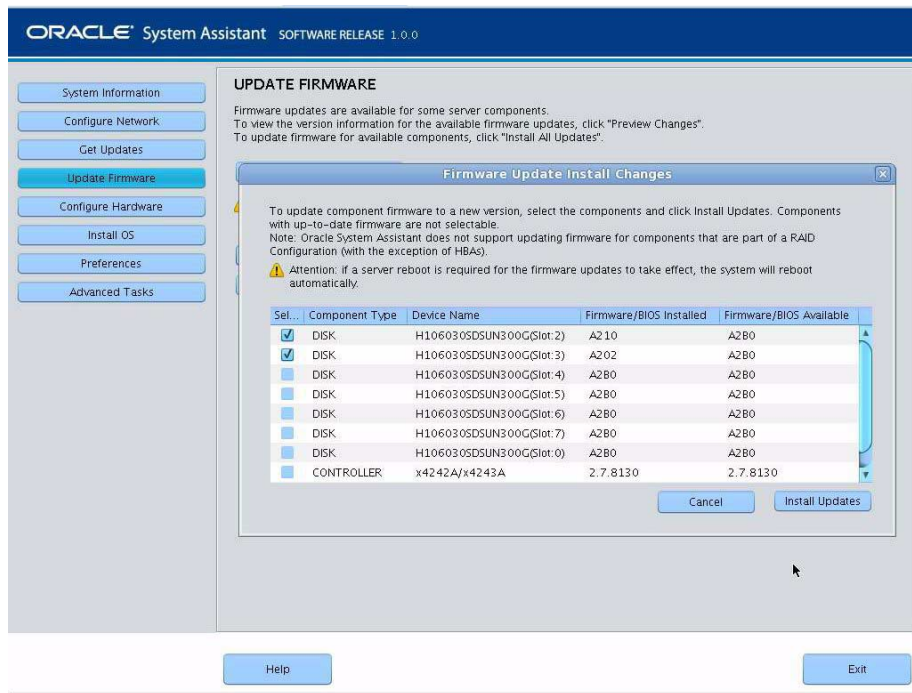 ORACLE System Assistant SOFTWARE RELEASE 1.0.0
System Information
Configure Network
Get Updates
Update Firmware
Configure Hardware
Install OS
Preferences
Advanced Tasks
UPDATE FIRMWARE
Firmware updates are available for some server components.
To view the version information for the available firmware updates, click "Preview Changes".
To update firmware for available components, click "Install All Updates".
Firmware Update Install Changes
To update component firmware to a new version, select the components and click Install Updates. Components
with up-to-date firmware are not selectable.
Note: Oracle System Assistant does not support updating firmware for components that are part of a RAID
Configuration (with the exception of HBAs).
Attention: if a server reboot is required for the firmware updates to take effect, the system will reboot
automatically.
Sel... Component Type Device Name Firmware/BIOS Installed Firmware/BIOS Available
DISK H106030SDSUN300G(Slot:2) A210 A2B0
DISK H106030SDSUN300G(Slot:3) A202 A2B0
DISK H106030SDSUN300G(Slot:4) A2B0 A2B0
DISK H106030SDSUN300G(Slot:5) A2B0 A2B0
DISK H106030SDSUN300G(Slot:6) A2B0 A2B0
DISK H106030SDSUN300G(Slot:7) A2B0 A2B0
DISK H106030SDSUN300G(Slot:0) A2B0 A2B0
CONTROLLER x4242A/x4243A 2.7.8130 2.7.8130
Cancel
Install Updates
Help
Exit